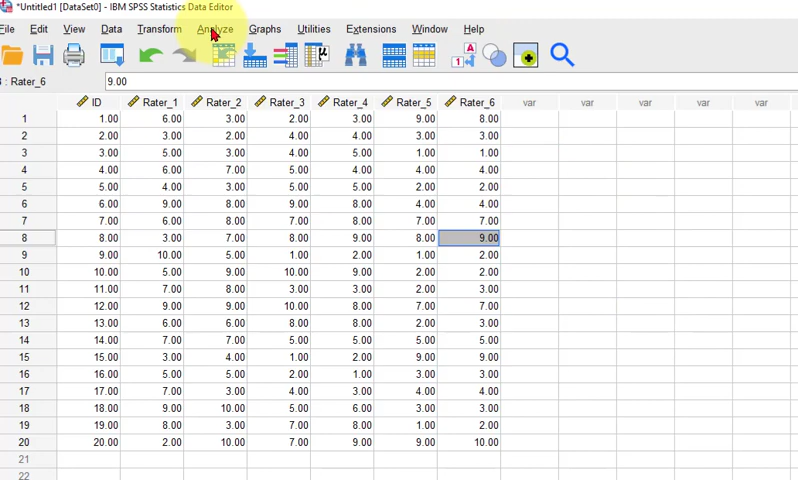 *Untitled1 [DataSet0] - IBM SPSS Statistics Data Editor
File Edit View Data Transform Analyze Graphs Utilities Extensions Window Help
: Rater_6 9.00
ID Rater_1 Rater_2 Rater_3 Rater_4 Rater_5 Rater_6 var var var var var
1 1.00 6.00 3.00 2.00 3.00 9.00 8.00
2 2.00 3.00 2.00 4.00 4.00 3.00 3.00
3 3.00 5.00 3.00 4.00 5.00 1.00 1.00
4 4.00 6.00 7.00 5.00 4.00 4.00 4.00
5 5.00 4.00 3.00 5.00 5.00 2.00 2.00
6 6.00 9.00 8.00 9.00 8.00 4.00 4.00
7 7.00 6.00 8.00 7.00 8.00 7.00 7.00
8 8.00 3.00 7.00 8.00 9.00 8.00 9.00
9 9.00 10.00 5.00 1.00 2.00 1.00 2.00
10 10.00 5.00 9.00 10.00 9.00 2.00 2.00
11 11.00 7.00 8.00 3.00 3.00 2.00 3.00
12 12.00 9.00 9.00 10.00 8.00 7.00 7.00
13 13.00 6.00 6.00 8.00 8.00 2.00 3.00
14 14.00 7.00 7.00 5.00 5.00 5.00 5.00
15 15.00 3.00 4.00 1.00 2.00 9.00 9.00
16 16.00 5.00 5.00 2.00 1.00 3.00 3.00
17 17.00 7.00 3.00 4.00 3.00 4.00 4.00
18 18.00 9.00 10.00 5.00 6.00 3.00 3.00
19 19.00 8.00 3.00 7.00 8.00 1.00 2.00
20 20.00 2.00 10.00 7.00 9.00 9.00 10.00
21
22